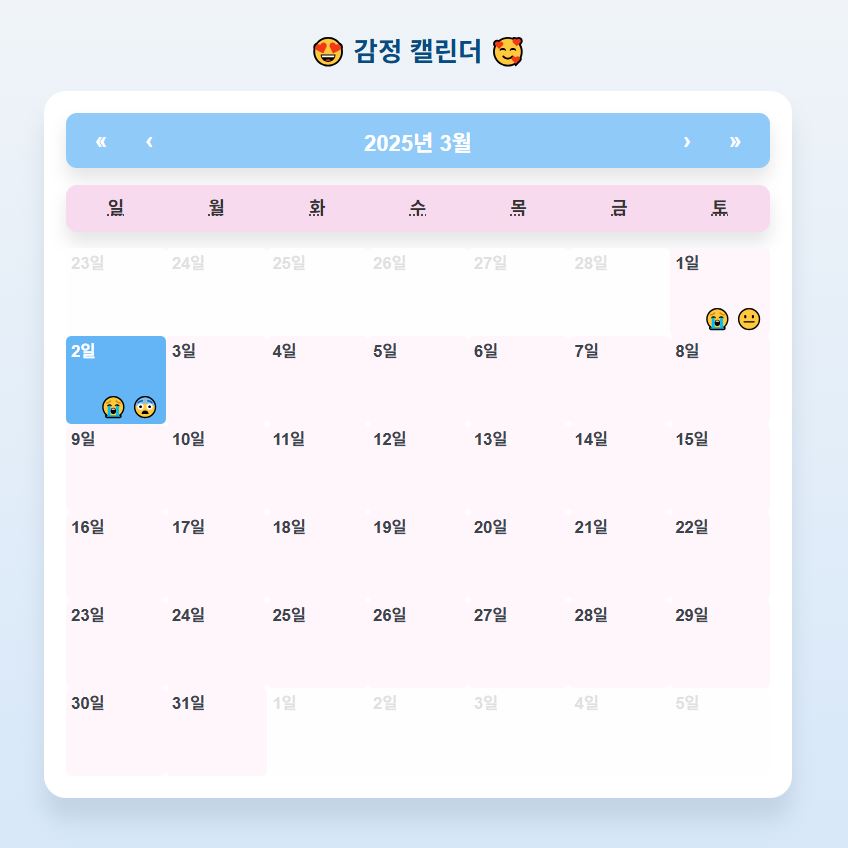 😍 감정 캘린더 🥰
« ‹ 2025년 3월 › »
일 월 화 수 목 금 토
23일 24일 25일 26일 27일 28일 1일
😭 😐
2일 3일 4일 5일 6일 7일 8일
😭 😨
9일 10일 11일 12일 13일 14일 15일
16일 17일 18일 19일 20일 21일 22일
23일 24일 25일 26일 27일 28일 29일
30일 31일 1일 2일 3일 4일 5일